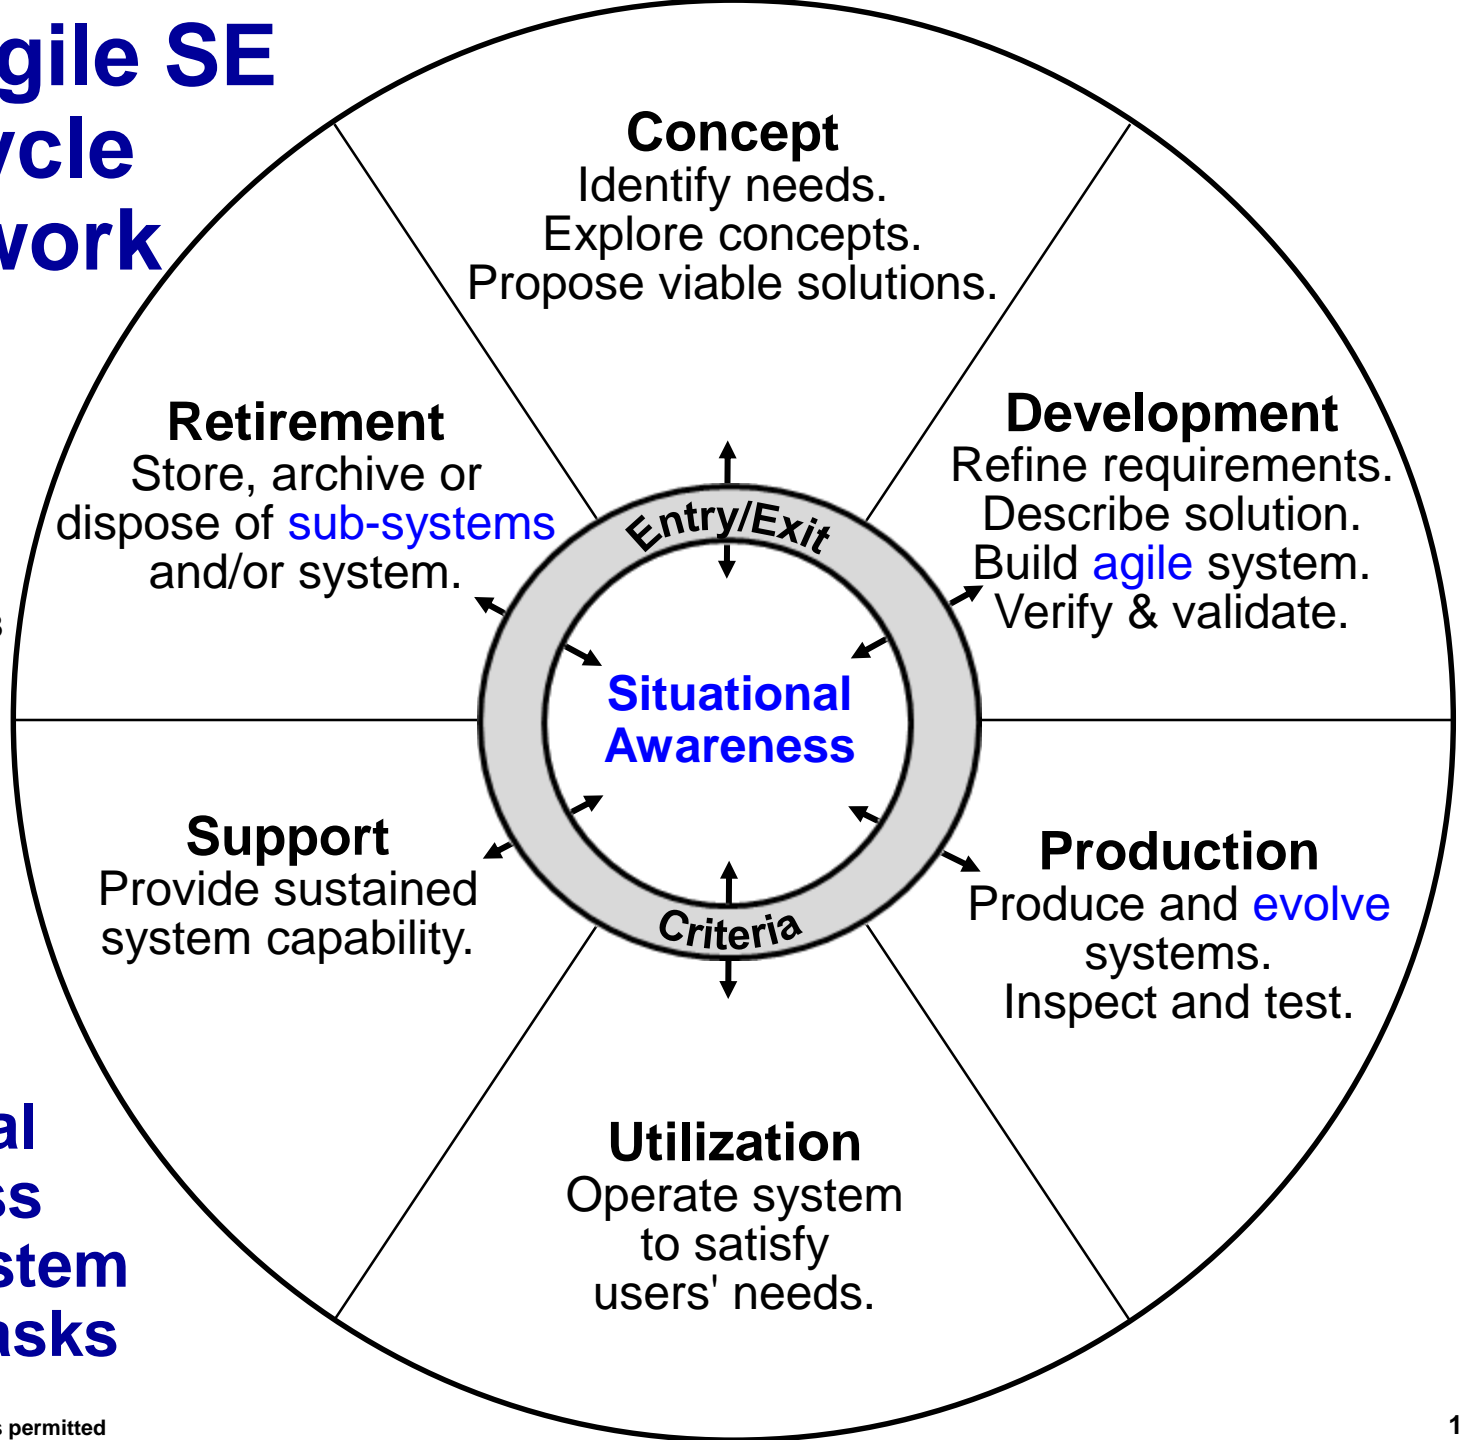 gile SE
ycle
work
Concept
Identify needs.
Explore concepts.
Propose viable solutions.
Retirement
Store, archive or
dispose of sub-systems
and/or system.
Development
Refine requirements.
Describe solution.
Build agile system.
Verify & validate.
Entry/Exit
s
Situational
Awareness
Support
Provide sustained
system capability.
Production
Produce and evolve
systems.
Inspect and test.
Criteria
Utilization
Operate system
to satisfy
users' needs.
al
ss
stem
asks
s permitted
1